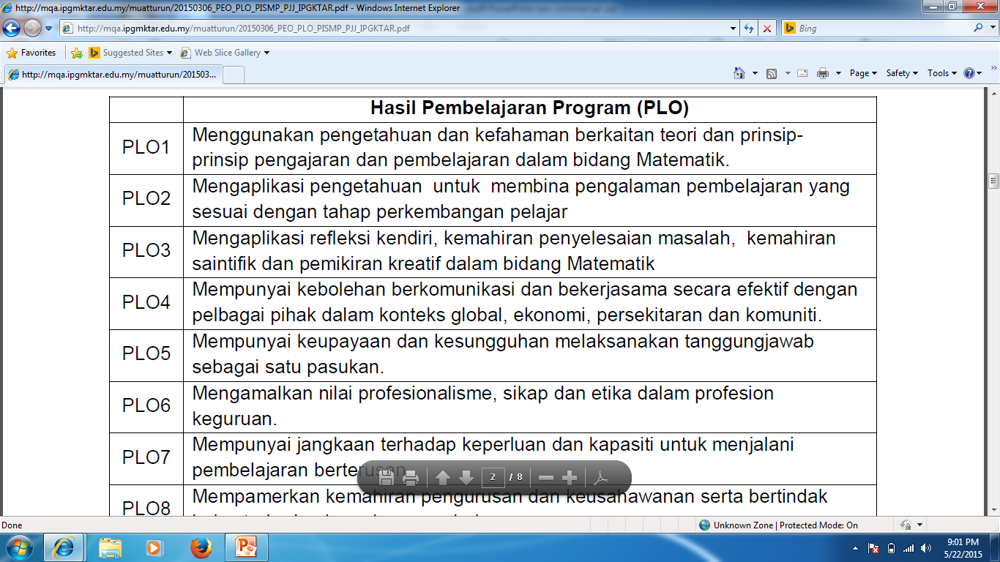 http://mqa.ipgmktar.edu.my/muatturun/20150306_PEO_PLO_PISMP_PJJ_IPGKTAR.pdf - Windows Internet Explorer
http://mqa.ipgmktar.edu.my/muatturun/20150306_PEO_PLO_PISMP_PJJ_IPGKTAR.pdf
Bing
Favorites
Suggested Sites
Web Slice Gallery
http://mqa.ipgmktar.edu.my/muatturun/201503...
Page
Safety
Tools
Hasil Pembelajaran Program (PLO)
PLO1
Menggunakan pengetahuan dan kefahaman berkaitan teori dan prinsip-
prinsip pengajaran dan pembelajaran dalam bidang Matematik.
PLO2
Mengaplikasi pengetahuan untuk membina pengalaman pembelajaran yang
sesuai dengan tahap perkembangan pelajar
PLO3
Mengaplikasi refleksi kendiri, kemahiran penyelesaian masalah, kemahiran
saintifik dan pemikiran kreatif dalam bidang Matematik
PLO4
Mempunyai kebolehan berkomunikasi dan bekerjasama secara efektif dengan
pelbagai pihak dalam konteks global, ekonomi, persekitaran dan komuniti.
PLO5
Mempunyai keupayaan dan kesungguhan melaksanakan tanggungjawab
sebagai satu pasukan.
PLO6
Mengamalkan nilai profesionalisme, sikap dan etika dalam profesion
keguruan.
PLO7
Mempunyai jangkaan terhadap keperluan dan kapasiti untuk menjalani
pembelajaran berterusan
2 / 8
PLO8
Mempamerkan kemahiran pengurusan dan keusahawanan serta bertindak
Done
Unknown Zone | Protected Mode: On
9:01 PM
5/22/2015